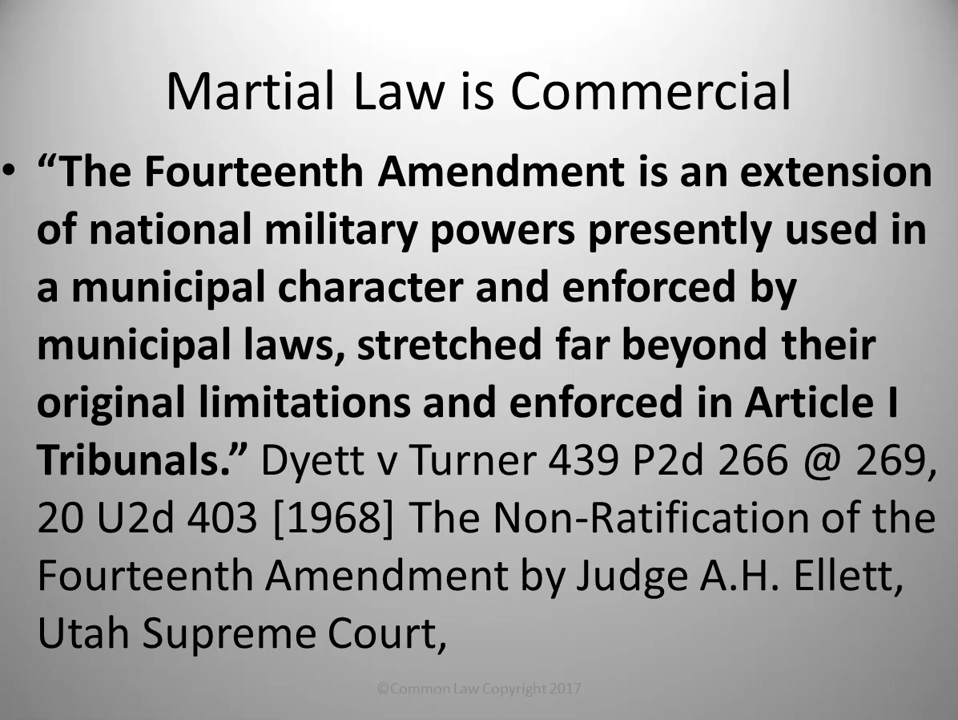 Martial Law is Commercial
• “The Fourteenth Amendment is an extension
of national military powers presently used in
a municipal character and enforced by
municipal laws, stretched far beyond their
original limitations and enforced in Article I
Tribunals.” Dyett v Turner 439 P2d 266 @ 269,
20 U2d 403 [1968] The Non-Ratification of the
Fourteenth Amendment by Judge A.H. Ellett,
Utah Supreme Court,
©Common Law Copyright 2017